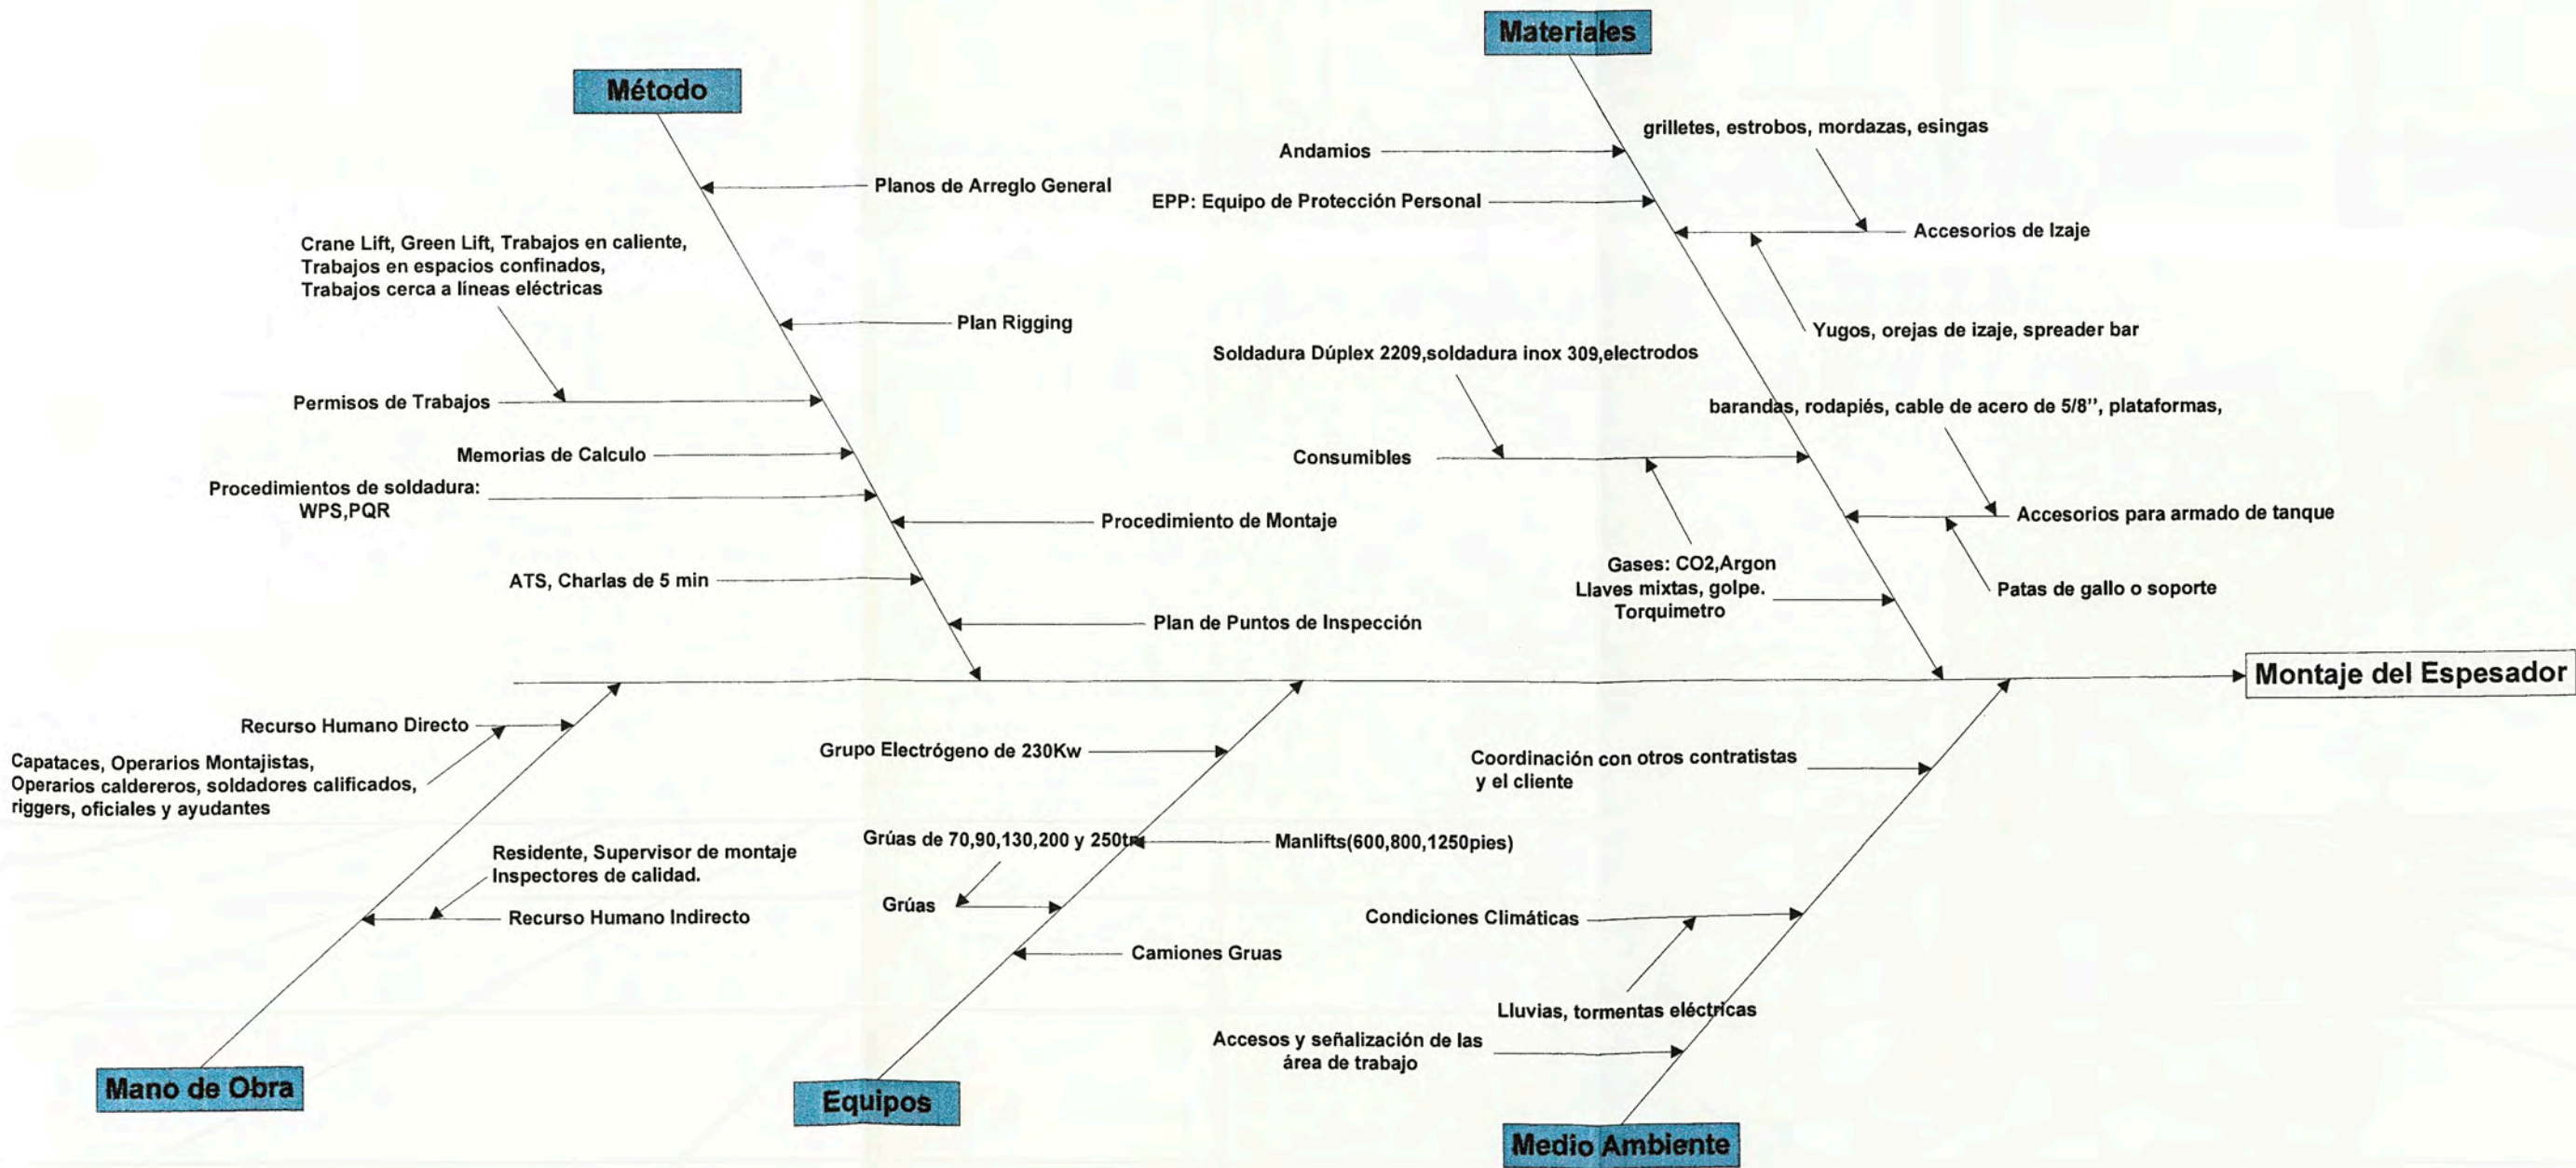 Materiales
Método
grilletes, estrobos, mordazas, esingas
Andamios
Planos de Arreglo General
EPP: Equipo de Protección Personal
Accesorios de Izaje
Crane Lift, Green Lift, Trabajos en caliente,
Trabajos en espacios confinados,
Trabajos cerca a líneas eléctricas
Plan Rigging
Yugos, orejas de izaje, spreader bar
Soldadura Dúplex 2209,soldadura inox 309,electrodos
Permisos de Trabajos
barandas, rodapiés, cable de acero de 5/8’’, plataformas,
Memorias de Calculo
Consumibles
Procedimientos de soldadura:
WPS,PQR
Procedimiento de Montaje
Accesorios para armado de tanque
ATS, Charlas de 5 min
Gases: CO2,Argon
Llaves mixtas, golpe.
Torquimetro
Patas de gallo o soporte
Plan de Puntos de Inspección
Montaje del Espesador
Recurso Humano Directo
Capataces, Operarios Montajistas,
Operarios caldereros, soldadores calificados,
riggers, oficiales y ayudantes
Grupo Electrógeno de 230Kw
Coordinación con otros contratistas
y el cliente
Grúas de 70,90,130,200 y 250tn
Manlifts(600,800,1250pies)
Residente, Supervisor de montaje
Inspectores de calidad.
Recurso Humano Indirecto
Grúas
Condiciones Climáticas
Camiones Gruas
Lluvias, tormentas eléctricas
Accesos y señalización de las
área de trabajo
Mano de Obra
Equipos
Medio Ambiente